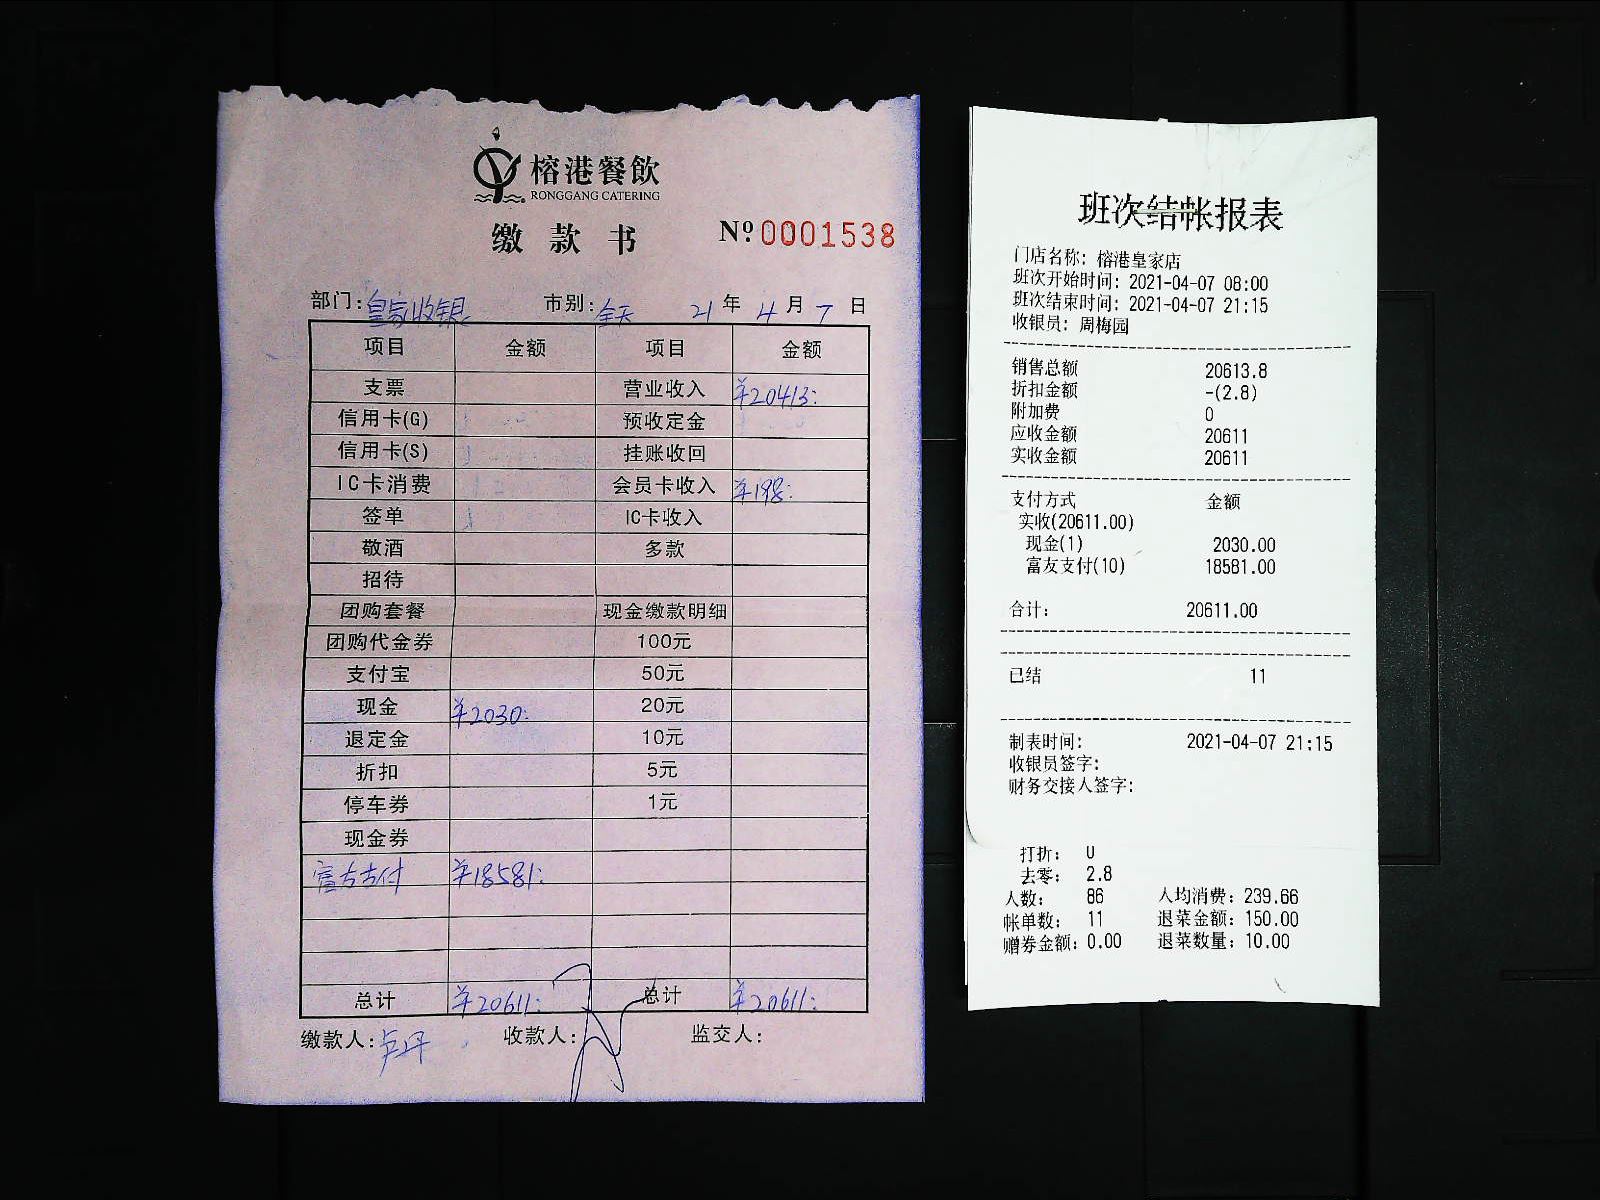 榕港餐飲
RONGGANG CATERING
缴款书
№ 0001538
部门: 皇家收银 市别: 全天 21年4月7日
项目 金额 项目 金额
支票 营业收入 ¥20413:
信用卡(G) 预收定金
信用卡(S) 挂账收回
IC卡消费 会员卡收入 ¥198:
签单 IC卡收入
敬酒 多款
招待
团购套餐 现金缴款明细
团购代金券 100元
支付宝 50元
现金 ¥2030: 20元
退定金 10元
折扣 5元
停车券 1元
现金券
富友支付 ¥18581:
总计 ¥20611: 总计 ¥20611:
缴款人: 收款人: 监交人:
班次结帐报表
门店名称: 榕港皇家店
班次开始时间: 2021-04-07 08:00
班次结束时间: 2021-04-07 21:15
收银员: 周梅园
销售总额 20613.8
折扣金额 -(2.8)
附加费 0
应收金额 20611
实收金额 20611
支付方式 金额
实收(20611.00)
现金(1) 2030.00
富友支付(10) 18581.00
合计: 20611.00
已结 11
制表时间: 2021-04-07 21:15
收银员签字:
财务交接人签字:
打折: 0
去零: 2.8
人数: 86 人均消费: 239.66
帐单数: 11 退菜金额: 150.00
赠券金额: 0.00 退菜数量: 10.00